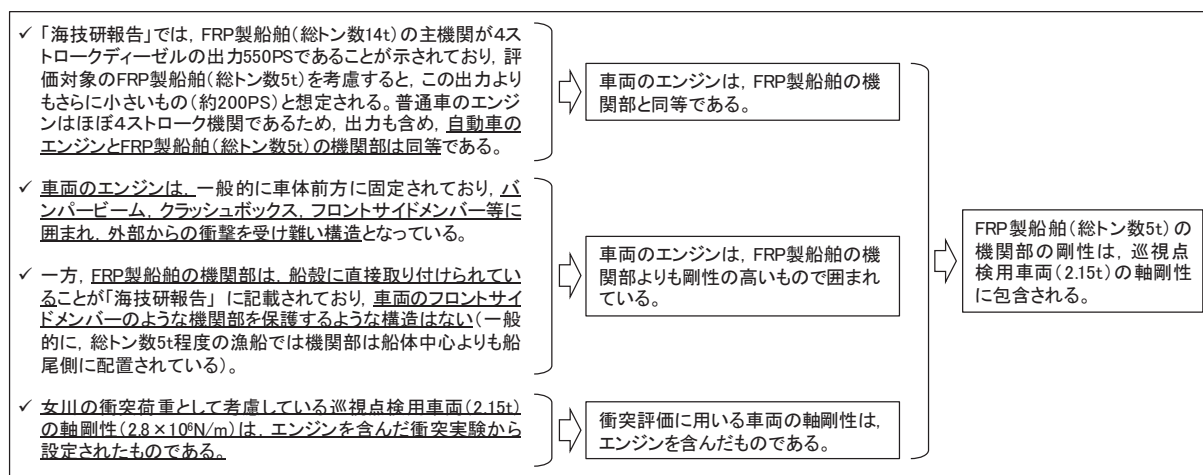 ✓ 「海技研報告」では，FRP製船舶（総トン数14t）の主機関が４ス
トロークディーゼルの出力550PSであることが示されており，評
価対象のFRP製船舶（総トン数5t）を考慮すると，この出力より
もさらに小さいもの（約200PS）と想定される。普通車のエンジ
ンはほぼ４ストローク機関であるため，出力も含め，自動車の
エンジンとFRP製船舶（総トン数5t）の機関部は同等である。
車両のエンジンは，FRP製船舶の機
関部と同等である。
✓ 車両のエンジンは，一般的に車体前方に固定されており，バ
ンパービーム，クラッシュボックス，フロントサイドメンバー等に
囲まれ，外部からの衝撃を受け難い構造となっている。
✓ 一方，FRP製船舶の機関部は，船殻に直接取り付けられてい
ることが「海技研報告」 に記載されており，車両のフロントサイ
ドメンバーのような機関部を保護するような構造はない（一般
的に，総トン数5t程度の漁船では機関部は船体中心よりも船
尾側に配置されている）。
車両のエンジンは，FRP製船舶の機
関部よりも剛性の高いもので囲まれ
ている。
✓ 女川の衝突荷重として考慮している巡視点検用車両（2.15t）
の軸剛性（2.8×10⁶N/m）は，エンジンを含んだ衝突実験から
設定されたものである。
衝突評価に用いる車両の軸剛性は，
エンジンを含んだものである。
FRP製船舶（総トン数5t）の
機関部の剛性は，巡視点
検用車両（2.15t）の軸剛性
に包含される。